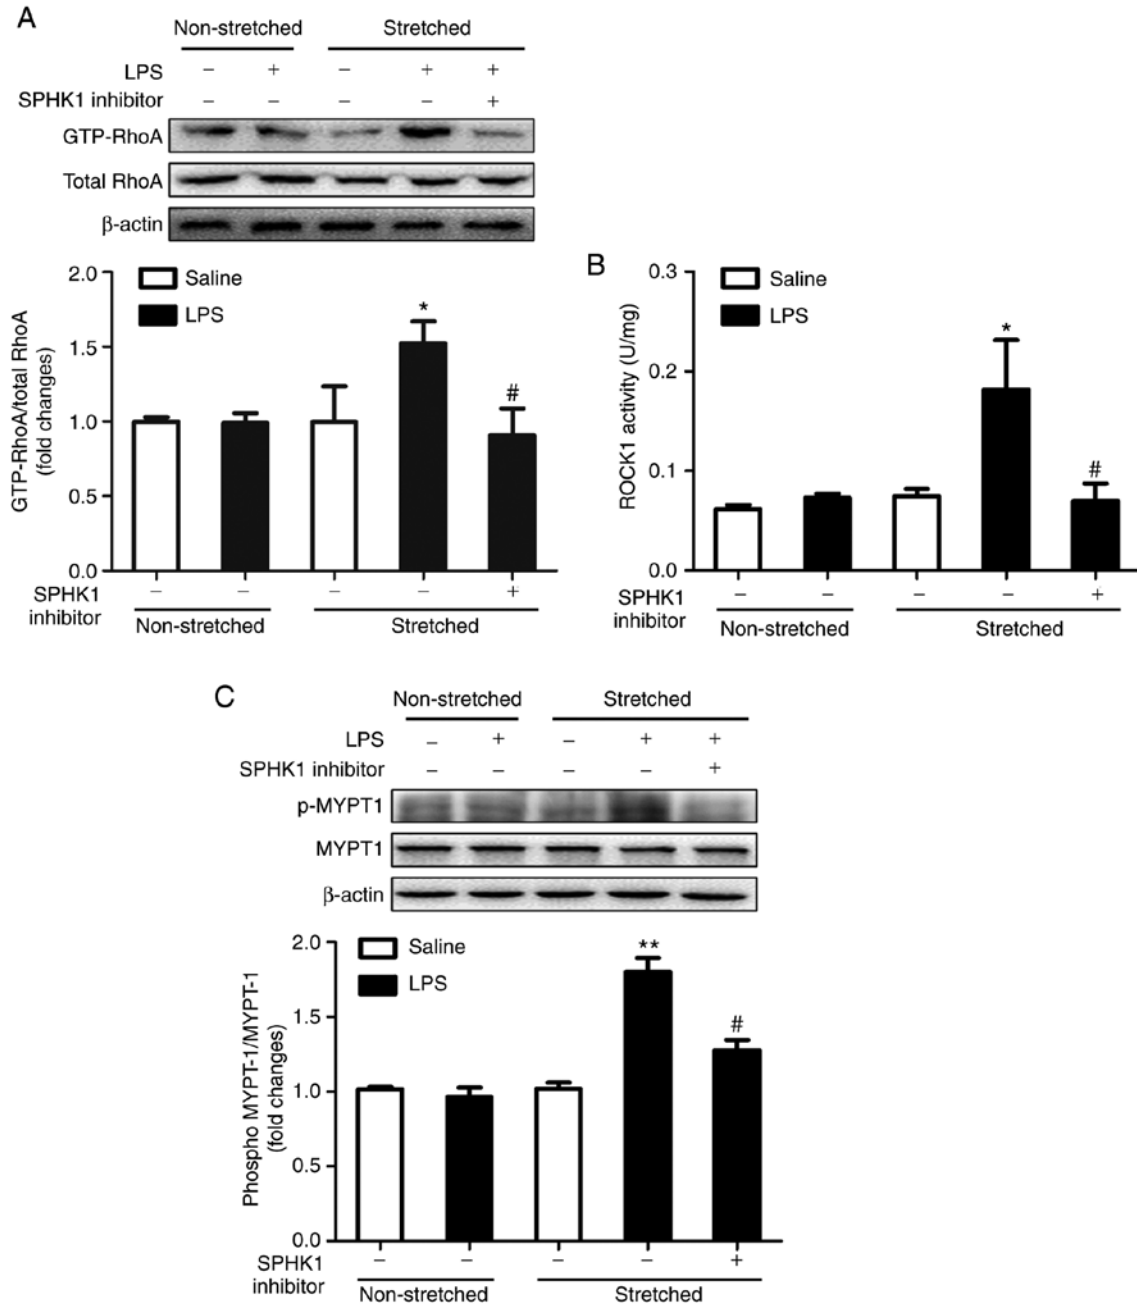 A
Non-stretched Stretched
LPS − + − + +
SPHK1 inhibitor − − − − +
GTP-RhoA
Total RhoA
β-actin
GTP-RhoA/total RhoA
(fold changes)
2.0
1.5
1.0
0.5
0.0
Saline
LPS
*
#
SPHK1
inhibitor
− − − − +
Non-stretched Stretched
B
ROCK1 activity (U/mg)
0.3
0.2
0.1
0.0
Saline
LPS
*
#
SPHK1
inhibitor
− − − − +
Non-stretched Stretched
C
Non-stretched Stretched
LPS − + − + +
SPHK1 inhibitor − − − − +
p-MYPT1
MYPT1
β-actin
Phospho MYPT-1/MYPT-1
(fold changes)
2.0
1.5
1.0
0.5
0.0
Saline
LPS
**
#
SPHK1
inhibitor
− − − − +
Non-stretched Stretched